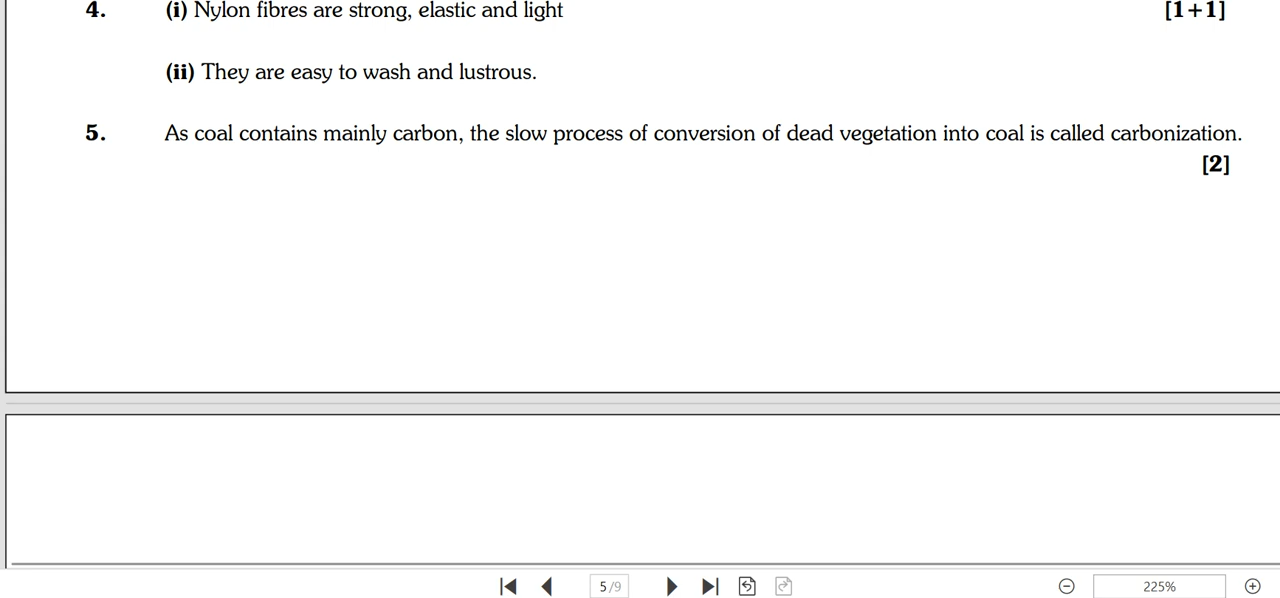 4. (i) Nylon fibres are strong, elastic and light [1+1]
(ii) They are easy to wash and lustrous.
5. As coal contains mainly carbon, the slow process of conversion of dead vegetation into coal is called carbonization.
[2]
5 /9 225%